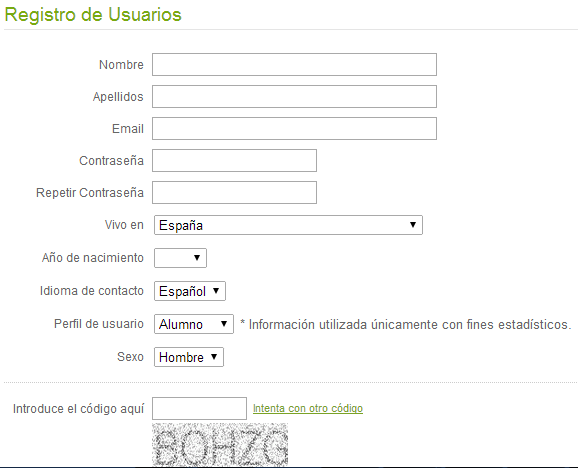 Registro de Usuarios
Nombre
Apellidos
Email
Contraseña
Repetir Contraseña
Vivo en España
Año de nacimiento
Idioma de contacto Español
Perfil de usuario Alumno * Información utilizada únicamente con fines estadísticos.
Sexo Hombre
Introduce el código aquí Intenta con otro código
BOHZG